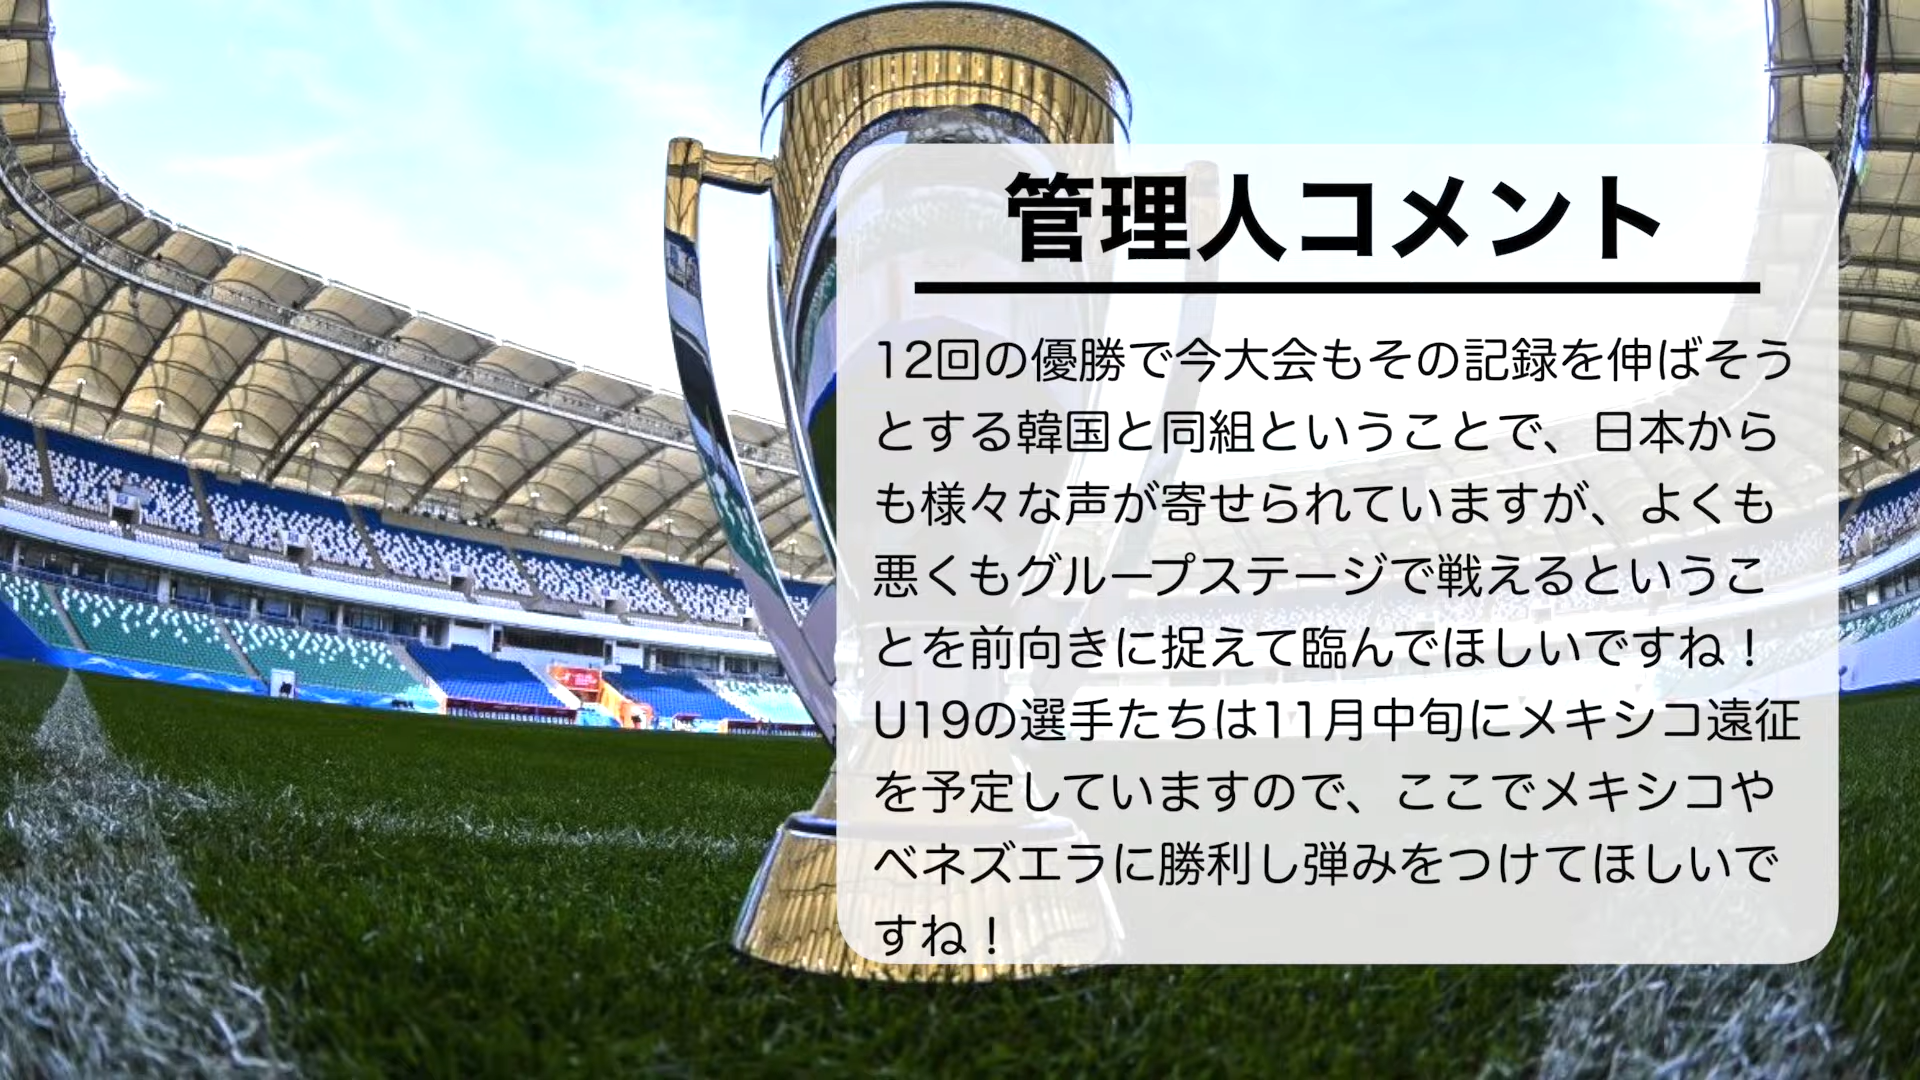 管理人コメント
12回の優勝で今大会もその記録を伸ばそう
とする韓国と同組ということで、日本から
も様々な声が寄せられていますが、よくも
悪くもグループステージで戦えるというこ
とを前向きに捉えて臨んでほしいですね！
U19の選手たちは11月中旬にメキシコ遠征
を予定していますので、ここでメキシコや
ベネズエラに勝利し弾みをつけてほしいで
すね！